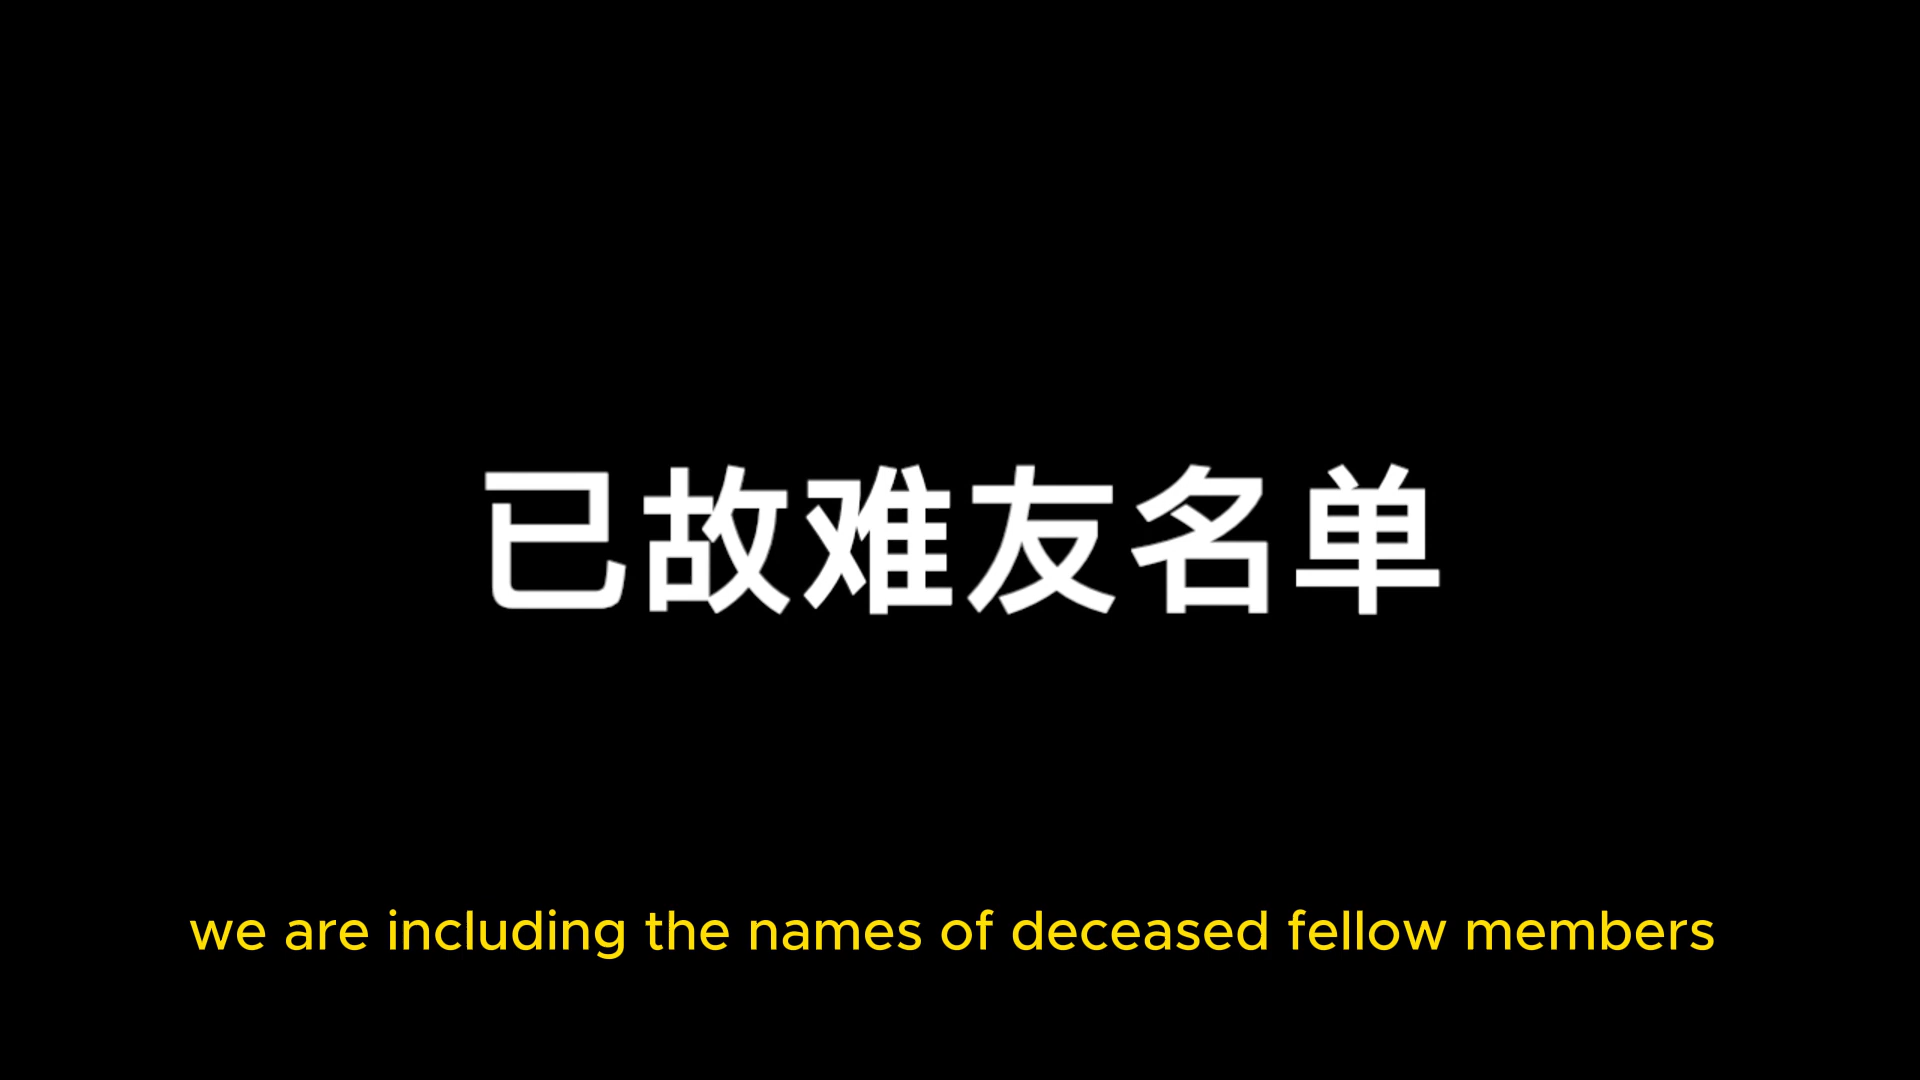 已故难友名单
we are including the names of deceased fellow members